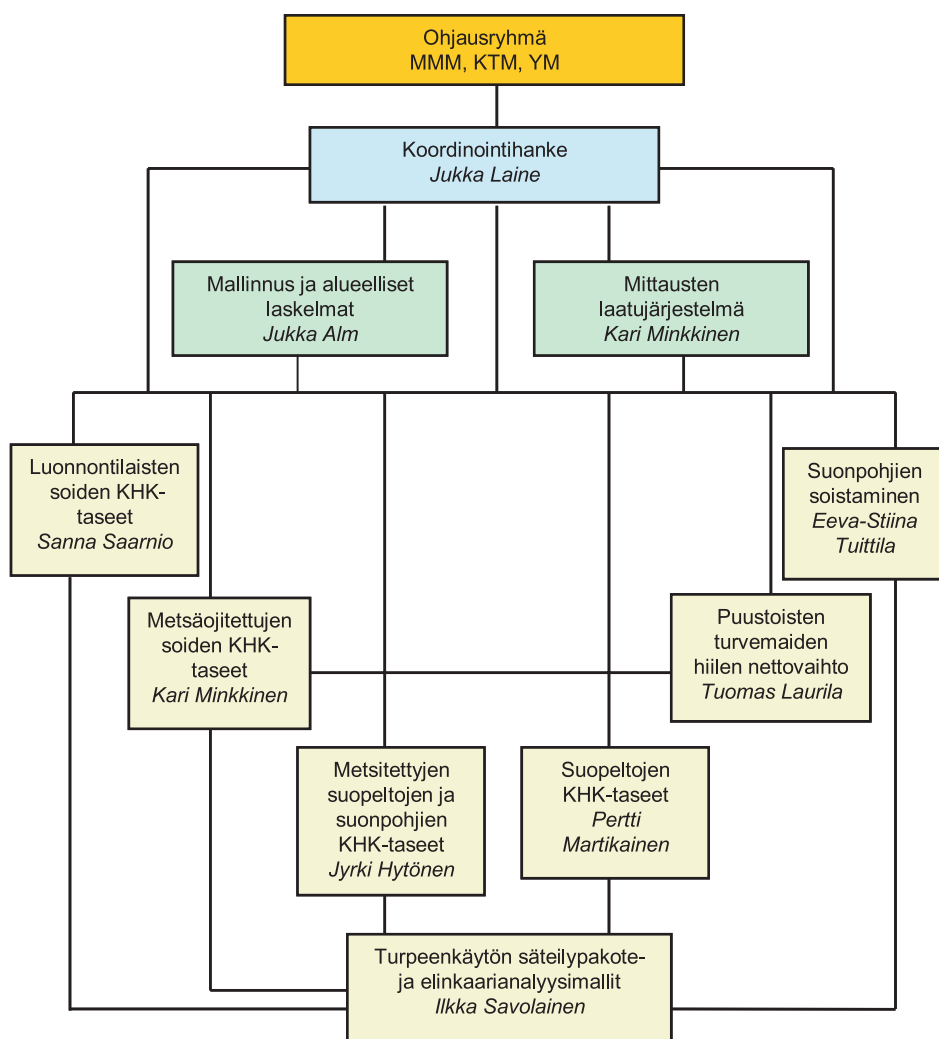 Ohjausryhmä
MMM, KTM, YM
Koordinointihanke
Jukka Laine
Mallinnus ja alueelliset
laskelmat
Jukka Alm
Mittausten
laatujärjestelmä
Kari Minkkinen
Luonnontilaisten
soiden KHK-
taseet
Sanna Saarnio
Suonpohjien
soistaminen
Eeva-Stiina
Tuittila
Metsäojitettujen
soiden KHK-
taseet
Kari Minkkinen
Puustoisten
turvemaiden
hiilen nettovaihto
Tuomas Laurila
Metsitettyjen
suopeltojen ja
suonpohjien
KHK-taseet
Jyrki Hytönen
Suopeltojen
KHK-taseet
Pertti
Martikainen
Turpeenkäytön säteilypakote-
ja elinkaarianalyysimallit
Ilkka Savolainen